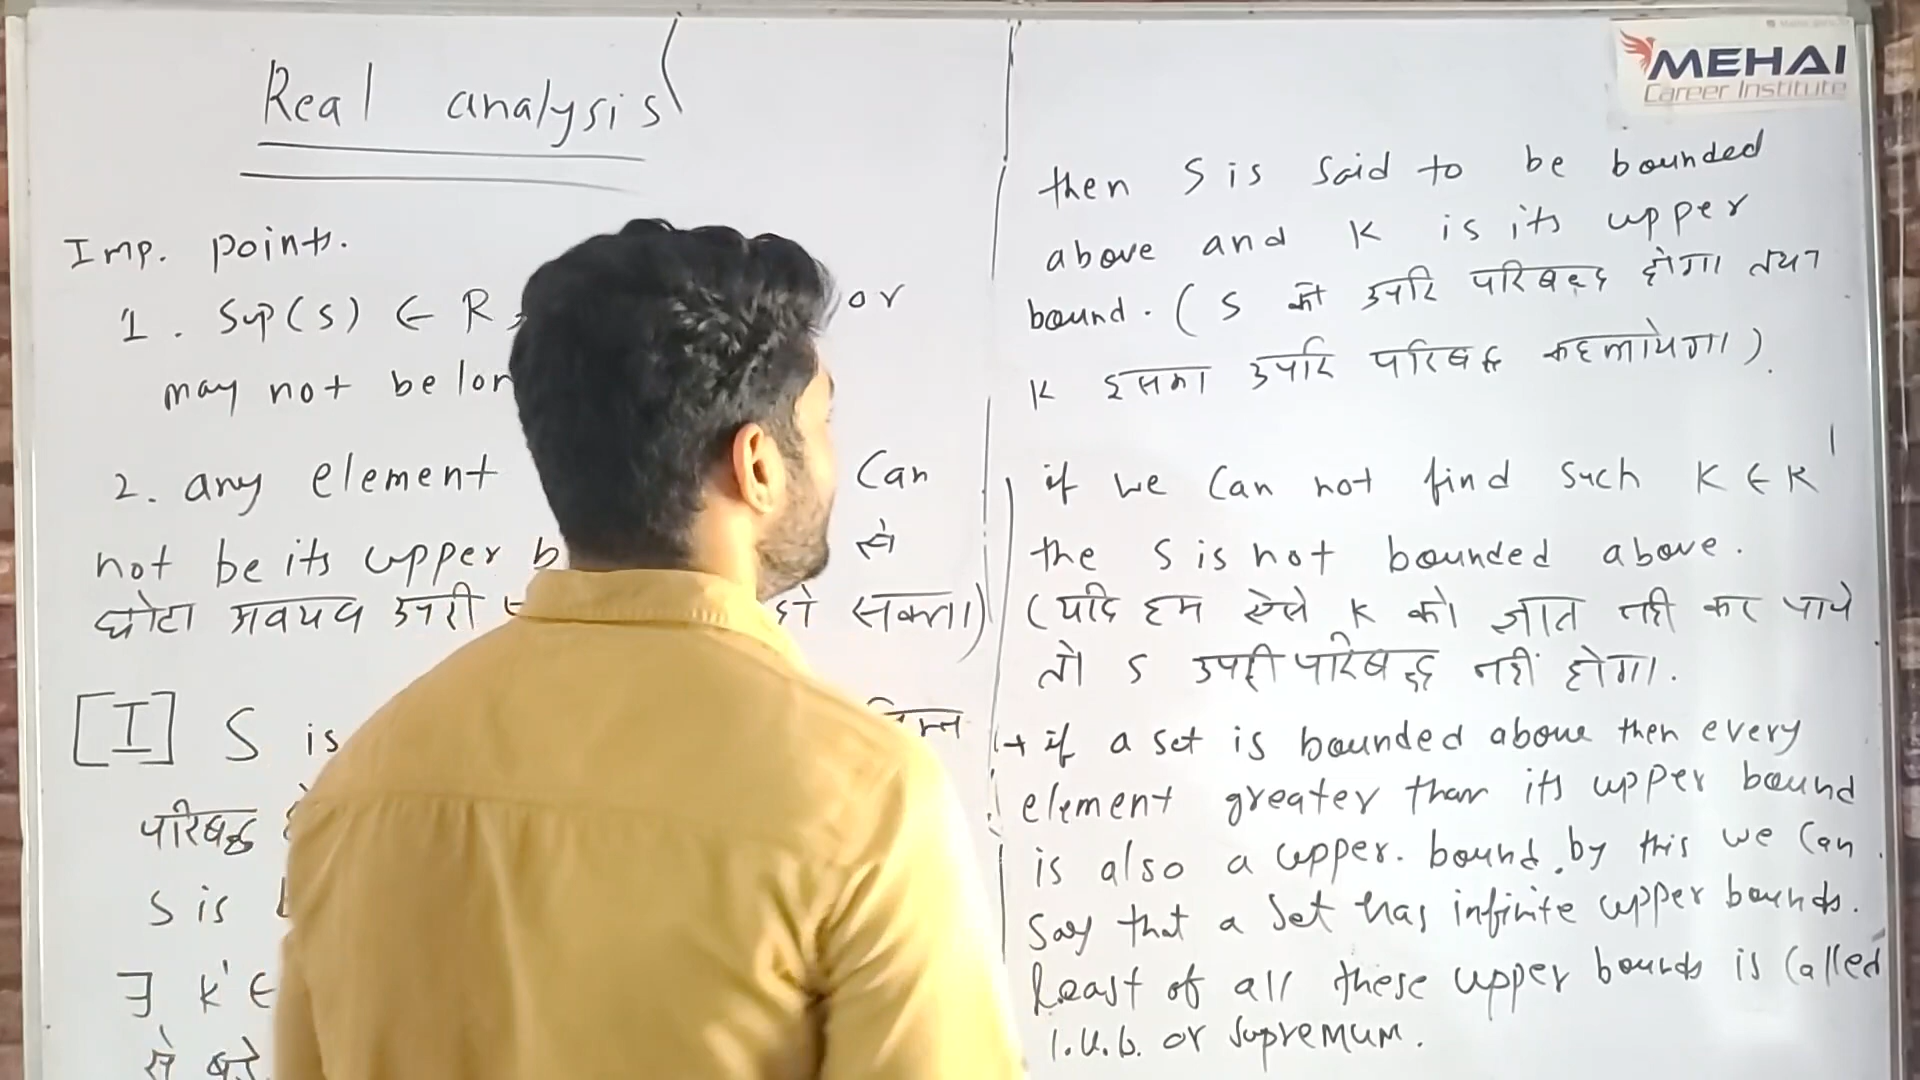 Real analysis
Imp. points.
1. Sup(S) ∈ R, or
may not
2. any element Can
not be its upper से
छोटा अवयव उपरी हो सकता)
[I] S is
परिबद्ध
S is
∃ K' ∈
से बड़े
MEHAI
Career Institute
then S is said to be bounded
above and K is its upper
bound. ( S को उपरि परिबद्ध होगा तथा
K इसका उपरि परिबद्ध कहलायेगा).
if we can not find such K ∈ R
the S is not bounded above.
(यदि हम ऐसे K को ज्ञात नही कर पाये
तो S उपरी परिबद्ध नहीं होगा.
→ if a set is bounded above then every
element greater than its upper bound
is also a upper. bound. by this we can
say that a set has infinite upper bounds.
least of all these upper bounds is called
l.u.b. or supremum.